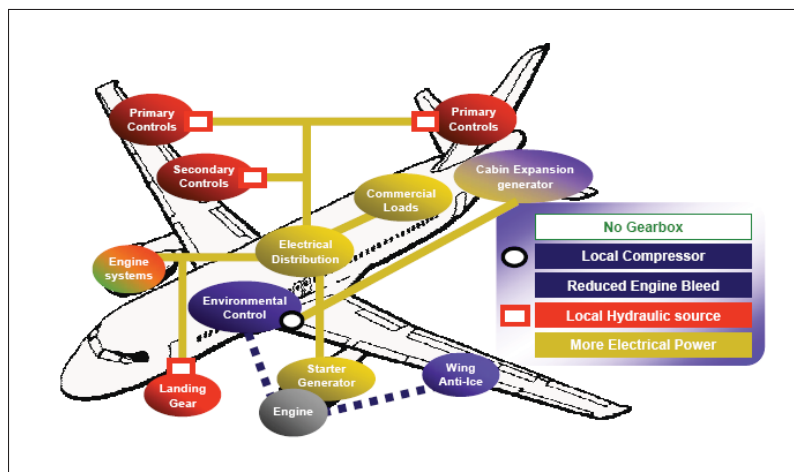 Primary
Controls
Primary
Controls
Secondary
Controls
Cabin Expansion
generator
Commercial
Loads
Electrical
Distribution
Engine
systems
Environmental
Control
Starter
Generator
Wing
Anti-Ice
Landing
Gear
Engine
No Gearbox
Local Compressor
Reduced Engine Bleed
Local Hydraulic source
More Electrical Power